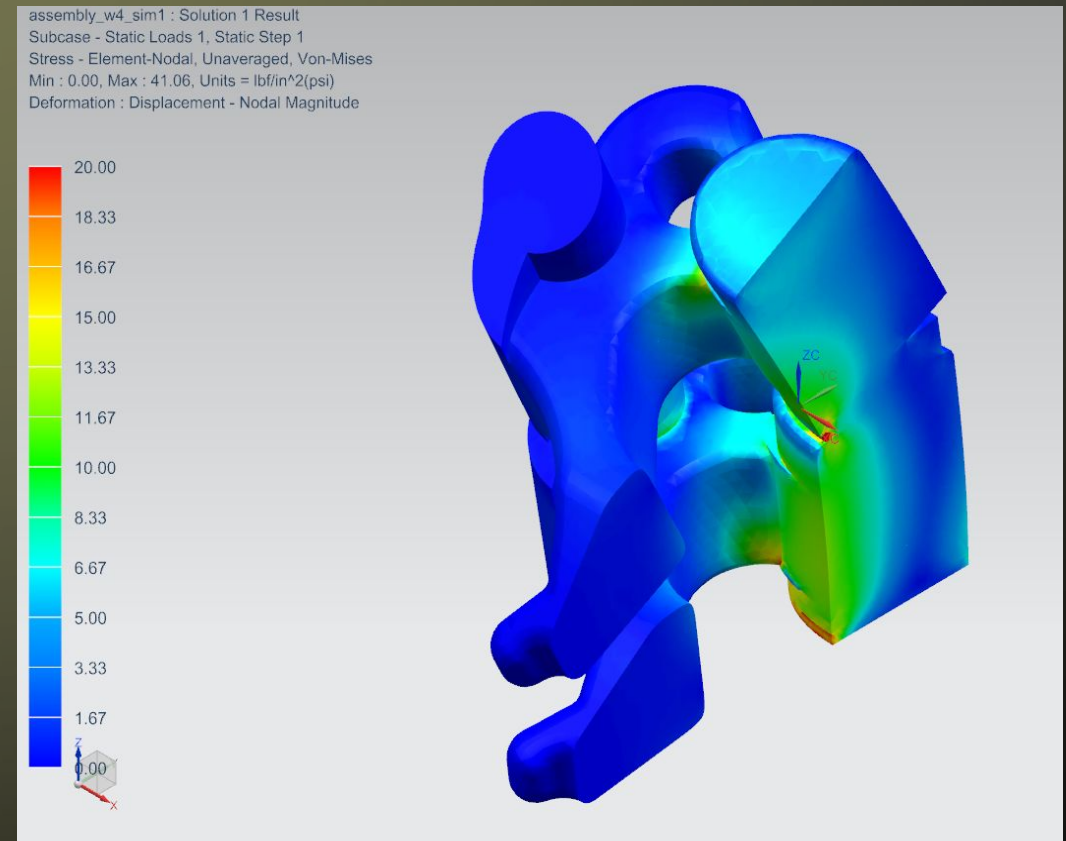 assembly_w4_sim1 : Solution 1 Result
Subcase - Static Loads 1, Static Step 1
Stress - Element-Nodal, Unaveraged, Von-Mises
Min : 0.00, Max : 41.06, Units = lbf/in^2(psi)
Deformation : Displacement - Nodal Magnitude
20.00
18.33
16.67
15.00
13.33
11.67
10.00
8.33
6.67
5.00
3.33
1.67
0.00
ZC
YC
Z
Y
X